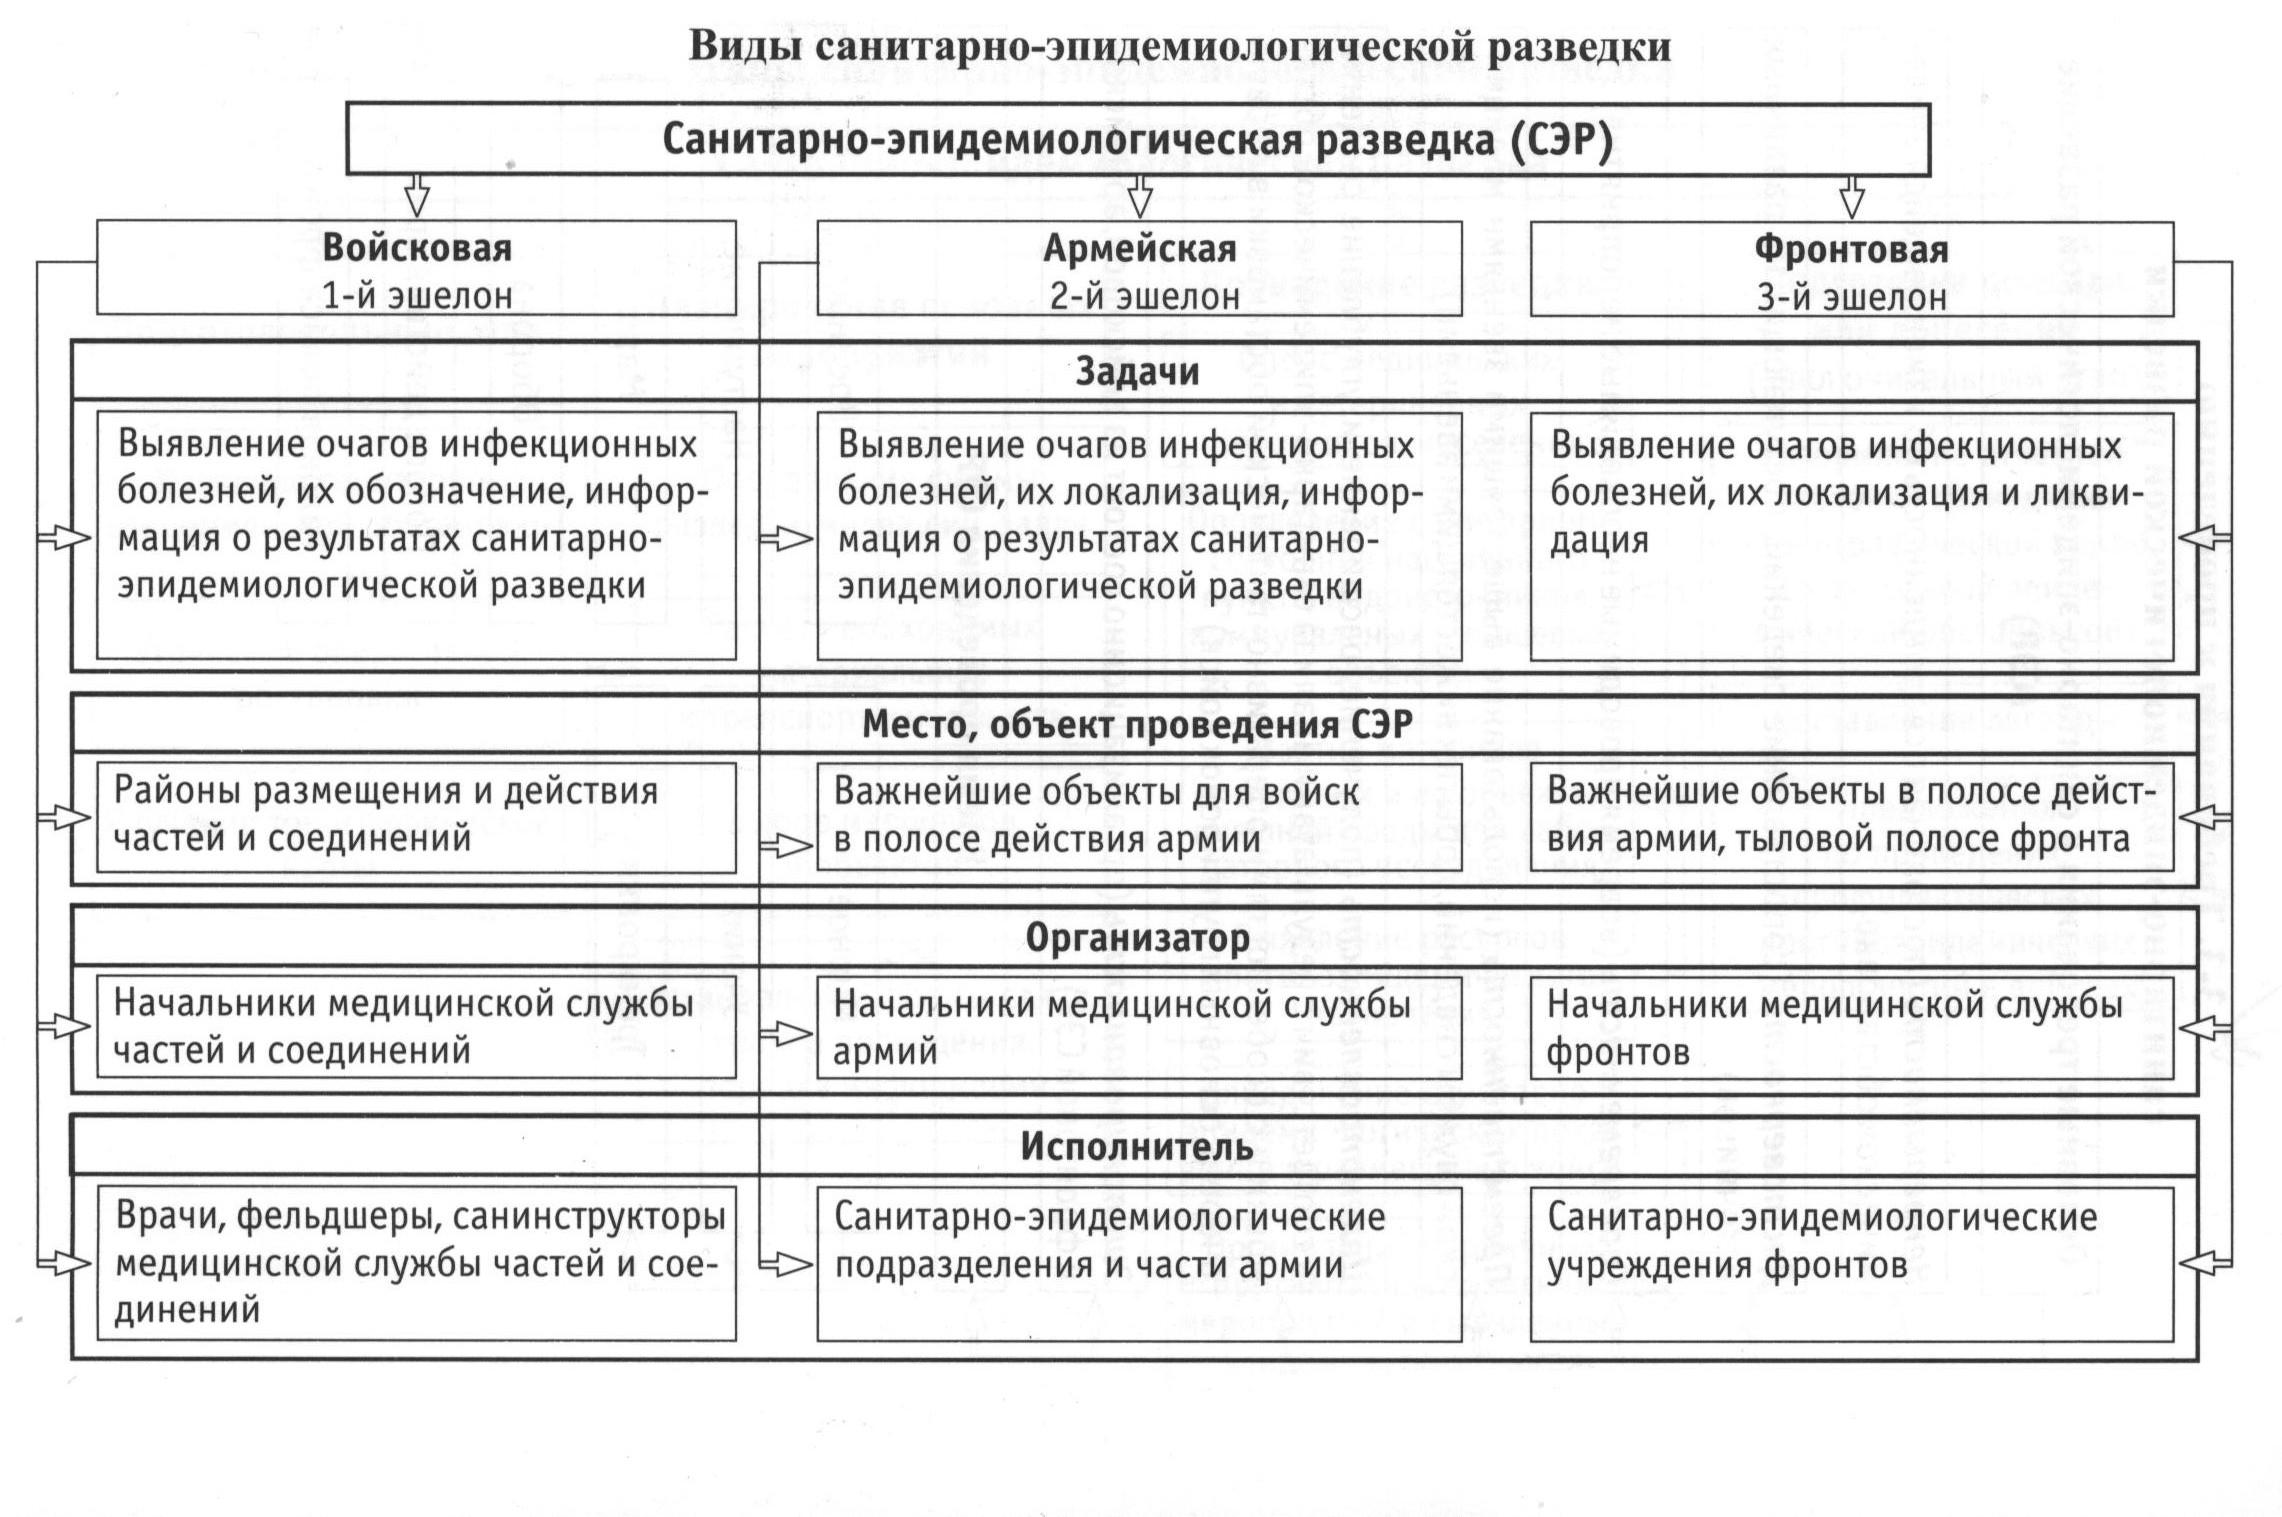 Виды санитарно-эпидемиологической разведки
Санитарно-эпидемиологическая разведка (СЭР)
Войсковая
1-й эшелон
Армейская
2-й эшелон
Фронтовая
3-й эшелон
Задачи
Выявление очагов инфекционных
болезней, их обозначение, инфор-
мация о результатах санитарно-
эпидемиологической разведки
Выявление очагов инфекционных
болезней, их локализация, инфор-
мация о результатах санитарно-
эпидемиологической разведки
Выявление очагов инфекционных
болезней, их локализация и ликви-
дация
Место, объект проведения СЭР
Районы размещения и действия
частей и соединений
Важнейшие объекты для войск
в полосе действия армии
Важнейшие объекты в полосе дейст-
вия армии, тыловой полосе фронта
Организатор
Начальники медицинской службы
частей и соединений
Начальники медицинской службы
армий
Начальники медицинской службы
фронтов
Исполнитель
Врачи, фельдшеры, санинструкторы
медицинской службы частей и сое-
динений
Санитарно-эпидемиологические
подразделения и части армии
Санитарно-эпидемиологические
учреждения фронтов